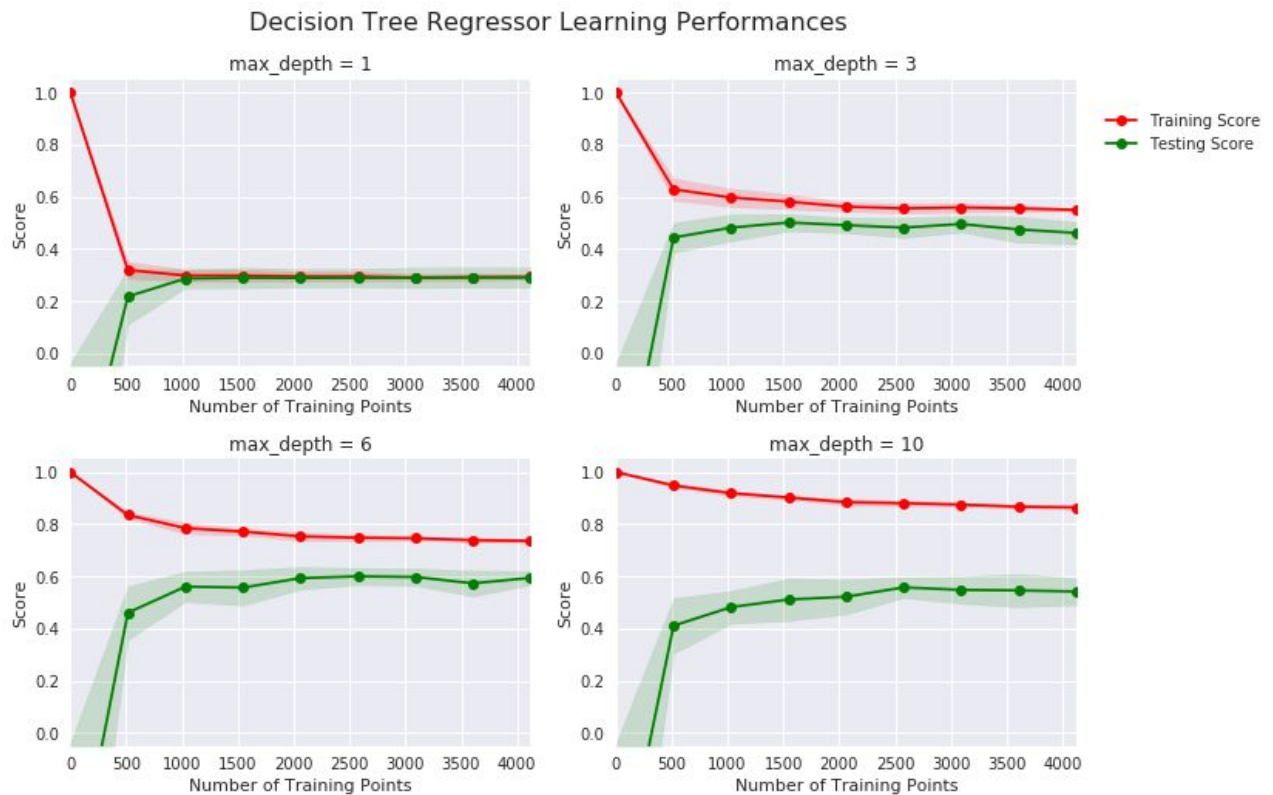 Decision Tree Regressor Learning Performances
max_depth = 1
1.0
0.8
0.6
0.4
0.2
0.0
Score
0 500 1000 1500 2000 2500 3000 3500 4000
Number of Training Points
max_depth = 3
1.0
0.8
0.6
0.4
0.2
0.0
Score
0 500 1000 1500 2000 2500 3000 3500 4000
Number of Training Points
Training Score
Testing Score
max_depth = 6
1.0
0.8
0.6
0.4
0.2
0.0
Score
0 500 1000 1500 2000 2500 3000 3500 4000
Number of Training Points
max_depth = 10
1.0
0.8
0.6
0.4
0.2
0.0
Score
0 500 1000 1500 2000 2500 3000 3500 4000
Number of Training Points